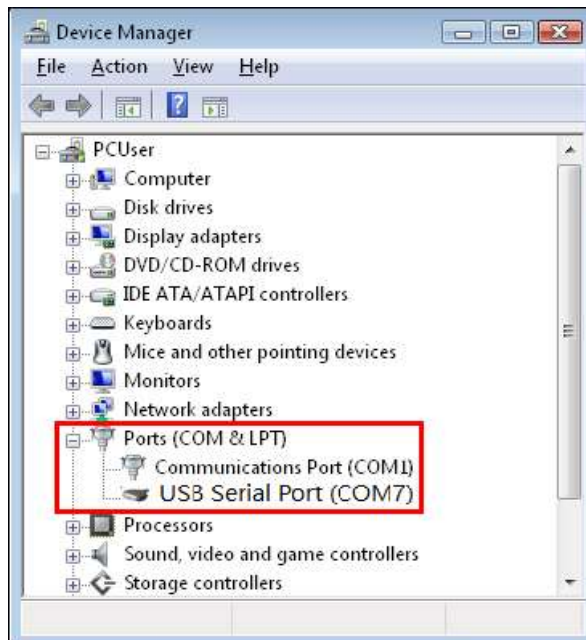 Device Manager
File Action View Help
PCUser
Computer
Disk drives
Display adapters
DVD/CD-ROM drives
IDE ATA/ATAPI controllers
Keyboards
Mice and other pointing devices
Monitors
Network adapters
Ports (COM & LPT)
Communications Port (COM1)
USB Serial Port (COM7)
Processors
Sound, video and game controllers
Storage controllers